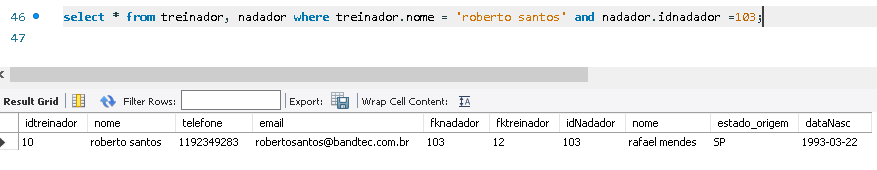 46 select * from treinador, nadador where treinador.nome = 'roberto santos' and nadador.idnadador =103;
47
Result Grid Filter Rows: Export: Wrap Cell Content: IA
idtreinador nome telefone email fknadador fktreinador idNadador nome estado_origem dataNasc
10 roberto santos 1192349283 robertosantos@bandtec.com.br 103 12 103 rafael mendes SP 1993-03-22